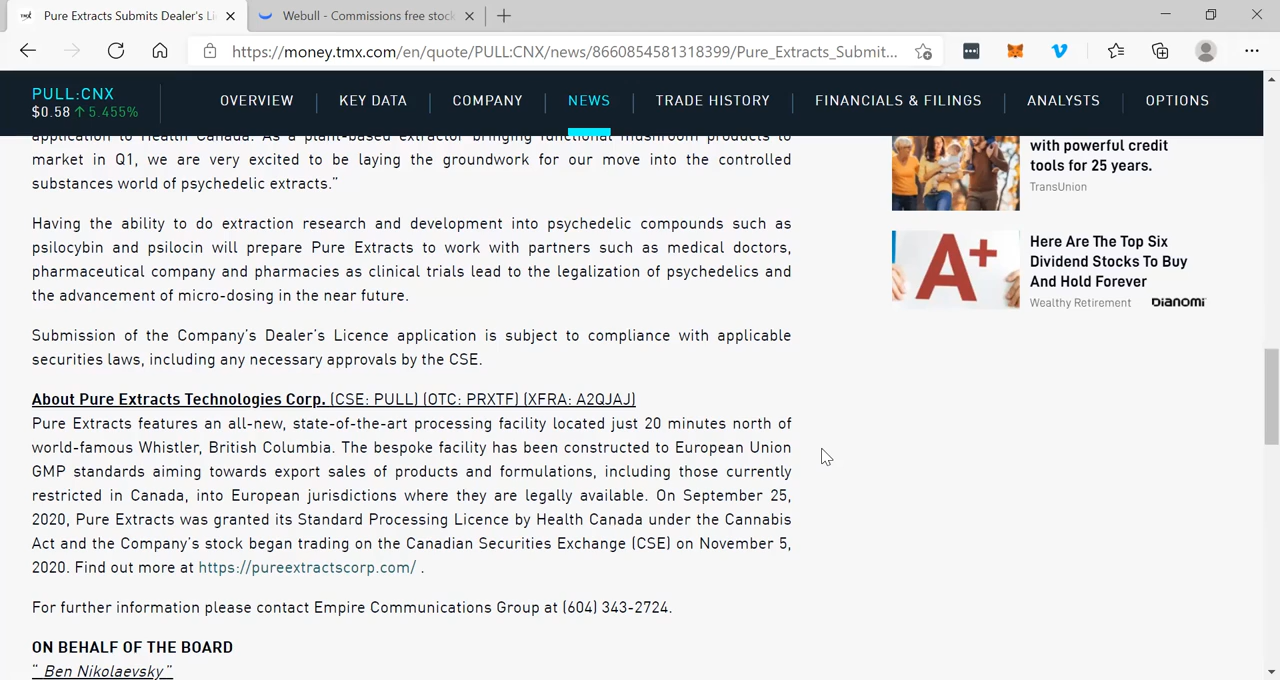 Pure Extracts Submits Dealer's Li
Webull - Commissions free stock
https://money.tmx.com/en/quote/PULL:CNX/news/8660854581318399/Pure_Extracts_Submit...
PULL:CNX
$0.58 ↑ 5.455%
OVERVIEW
KEY DATA
COMPANY
NEWS
TRADE HISTORY
FINANCIALS & FILINGS
ANALYSTS
OPTIONS
application to Health Canada. As a plant-based extractor bringing functional mushroom products to
market in Q1, we are very excited to be laying the groundwork for our move into the controlled
substances world of psychedelic extracts.”
Having the ability to do extraction research and development into psychedelic compounds such as
psilocybin and psilocin will prepare Pure Extracts to work with partners such as medical doctors,
pharmaceutical company and pharmacies as clinical trials lead to the legalization of psychedelics and
the advancement of micro-dosing in the near future.
Submission of the Company’s Dealer’s Licence application is subject to compliance with applicable
securities laws, including any necessary approvals by the CSE.
About Pure Extracts Technologies Corp. (CSE: PULL) (OTC: PRXTF) (XFRA: A2QJAJ)
Pure Extracts features an all-new, state-of-the-art processing facility located just 20 minutes north of
world-famous Whistler, British Columbia. The bespoke facility has been constructed to European Union
GMP standards aiming towards export sales of products and formulations, including those currently
restricted in Canada, into European jurisdictions where they are legally available. On September 25,
2020, Pure Extracts was granted its Standard Processing Licence by Health Canada under the Cannabis
Act and the Company’s stock began trading on the Canadian Securities Exchange (CSE) on November 5,
2020. Find out more at https://pureextractscorp.com/ .
For further information please contact Empire Communications Group at (604) 343-2724.
ON BEHALF OF THE BOARD
“ Ben Nikolaevsky”
with powerful credit
tools for 25 years.
TransUnion
A+
Here Are The Top Six
Dividend Stocks To Buy
And Hold Forever
Wealthy Retirement
Dianomi